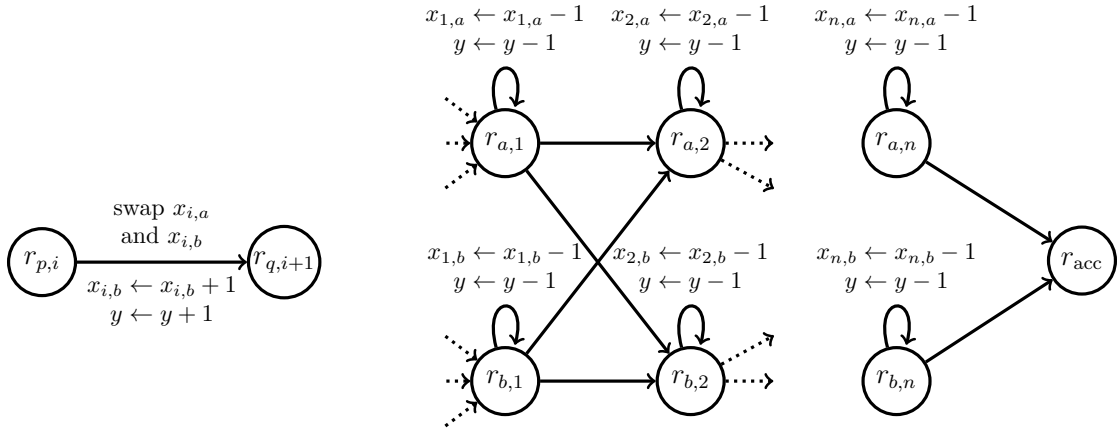 x_{1,a} ← x_{1,a} − 1
y ← y − 1
x_{2,a} ← x_{2,a} − 1
y ← y − 1
x_{n,a} ← x_{n,a} − 1
y ← y − 1
r_{a,1}
r_{a,2}
r_{a,n}
swap x_{i,a}
and x_{i,b}
r_{p,i}
r_{q,i+1}
x_{i,b} ← x_{i,b} + 1
y ← y + 1
x_{1,b} ← x_{1,b} − 1
y ← y − 1
x_{2,b} ← x_{2,b} − 1
y ← y − 1
x_{n,b} ← x_{n,b} − 1
y ← y − 1
r_{acc}
r_{b,1}
r_{b,2}
r_{b,n}